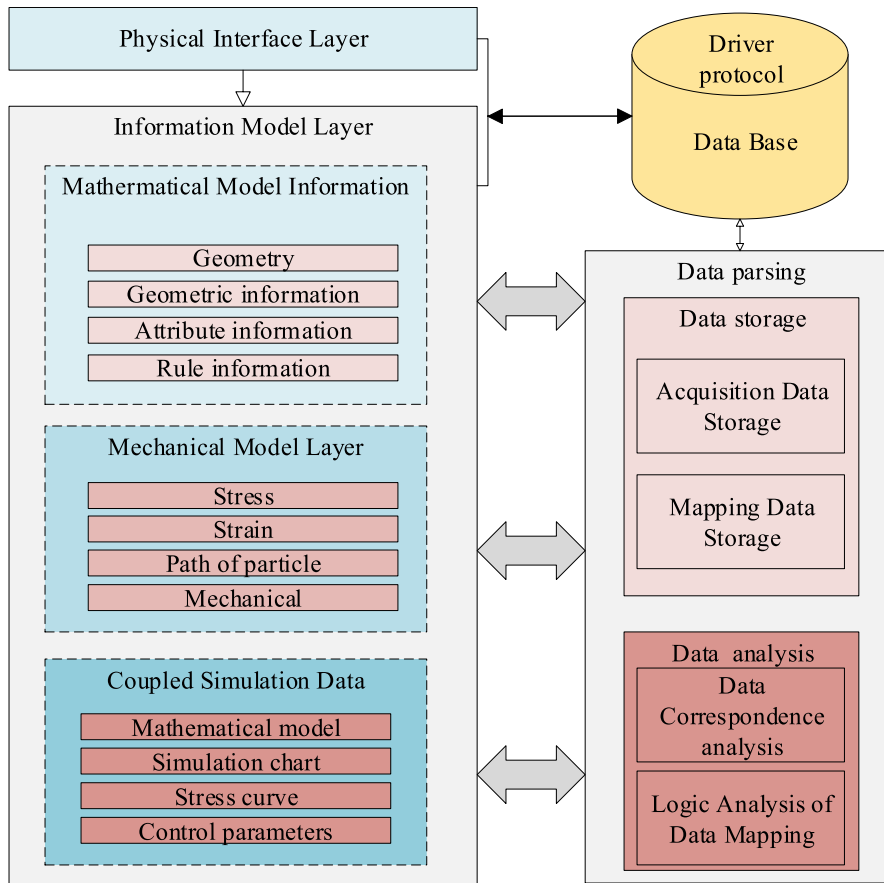 Physical Interface Layer
Information Model Layer
Mathermatical Model Information
Geometry
Geometric information
Attribute information
Rule information
Mechanical Model Layer
Stress
Strain
Path of particle
Mechanical
Coupled Simulation Data
Mathematical model
Simulation chart
Stress curve
Control parameters
Driver
protocol
Data Base
Data parsing
Data storage
Acquisition Data
Storage
Mapping Data
Storage
Data analysis
Data
Correspondence
analysis
Logic Analysis of
Data Mapping